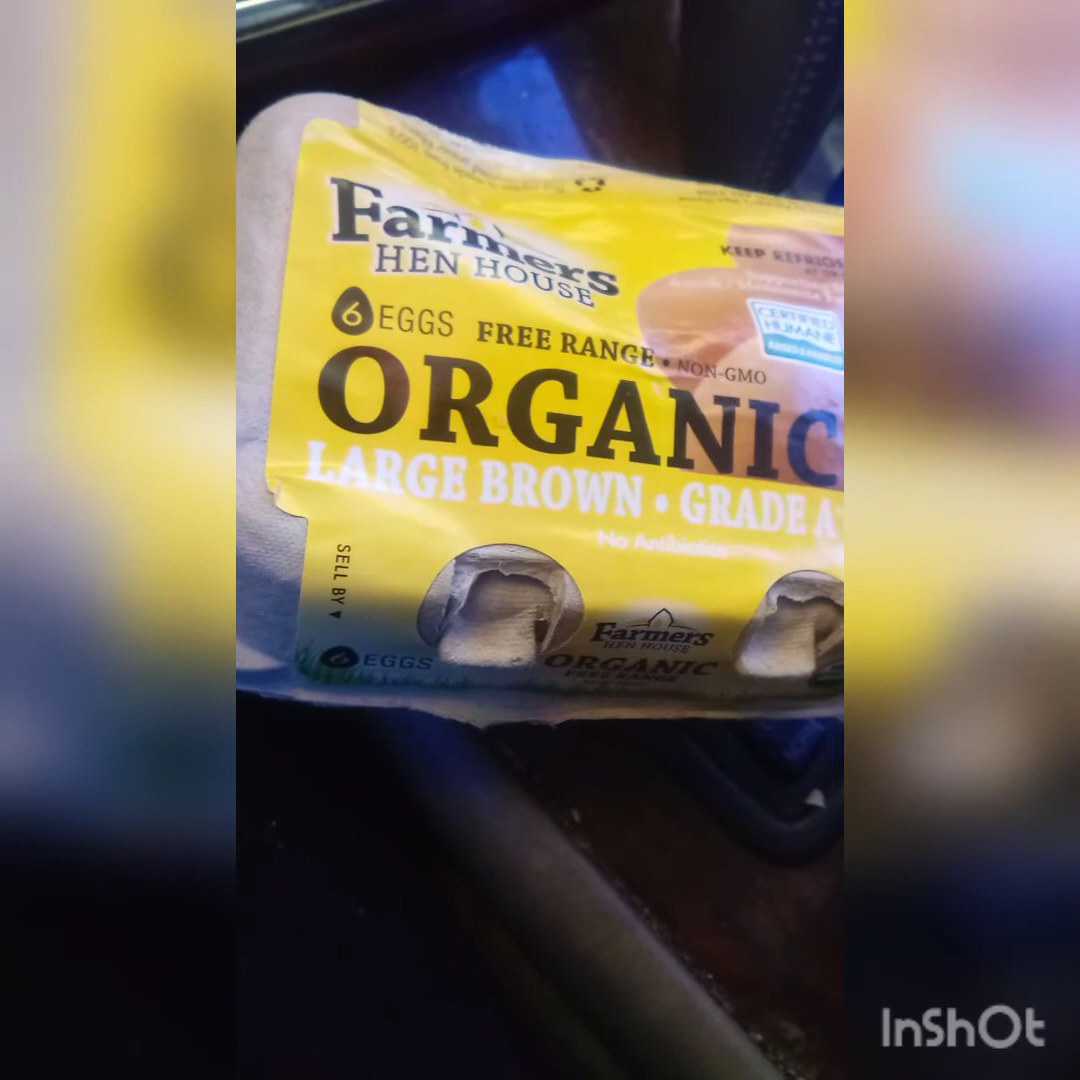 Farmers
HEN HOUSE
KEEP REFRIGE
6 EGGS FREE RANGE • NON-GMO
CERTIFIED
HUMANE
ORGANIC
LARGE BROWN • GRADE A
No Antibiotics
SELL BY
Farmers
HEN HOUSE
6 EGGS
ORGANIC
FREE RANGE
InShOt